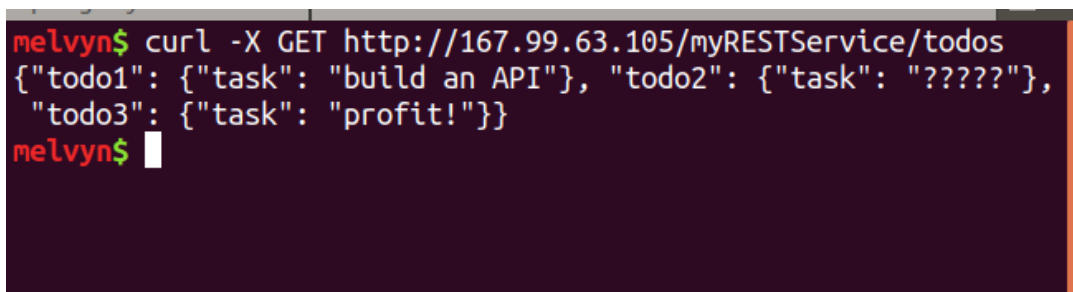 melvyn$ curl -X GET http://167.99.63.105/myRESTService/todos
{"todo1": {"task": "build an API"}, "todo2": {"task": "?????"},
 "todo3": {"task": "profit!"}}
melvyn$